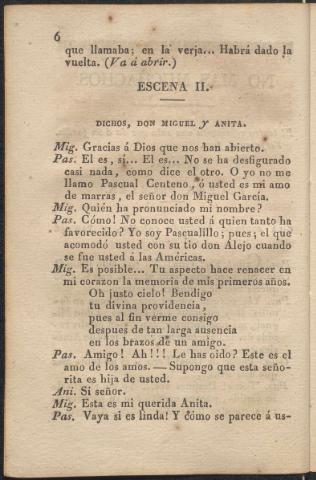 6
que llamaba; en la verja... Habrá dado la
vuelta. (Va á abrir.)
ESCENA II.
DICHOS, DON MIGUEL Y ANITA.
Mig. Gracias á Dios que nos han abierto.
Pas. El es, si... El es... No se ha desfigurado
casi nada, como dice el otro. O yo no me
llamo Pascual Centeno, ó usted es mi amo
de marras, el señor don Miguel García.
Mig. Quién ha pronunciado mi nombre?
Pas. Cómo! No conoce usted á quien tanto ha
favorecido? Yo soy Pascualillo; pues; el que
acomodó usted con su tio don Alejo cuando
se fue usted á las Américas.
Mig. Es posible... Tu aspecto hace renacer en
mi corazon la memoria de mis primeros años.
Oh justo cielo! Bendigo
tu divina providencia,
pues al fin verme consigo
despues de tan larga ausencia
en los brazos de un amigo.
Pas. Amigo! Ah!!! Le has oido? Este es el
amo de los amos. — Supongo que esta seño-
rita es hija de usted.
Ani. Si señor.
Mig. Esta es mi querida Anita.
Pas. Vaya si es linda! Y cómo se parece á us-